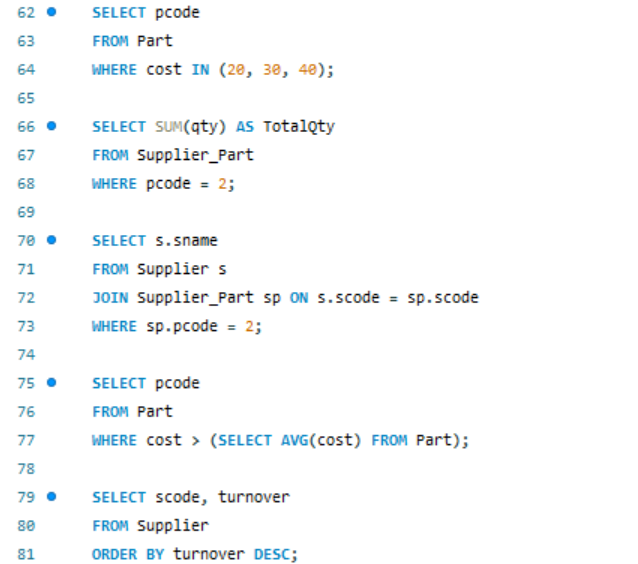 62 SELECT pcode
63 FROM Part
64 WHERE cost IN (20, 30, 40);
65
66 SELECT SUM(qty) AS TotalQty
67 FROM Supplier_Part
68 WHERE pcode = 2;
69
70 SELECT s.sname
71 FROM Supplier s
72 JOIN Supplier_Part sp ON s.scode = sp.scode
73 WHERE sp.pcode = 2;
74
75 SELECT pcode
76 FROM Part
77 WHERE cost > (SELECT AVG(cost) FROM Part);
78
79 SELECT scode, turnover
80 FROM Supplier
81 ORDER BY turnover DESC;